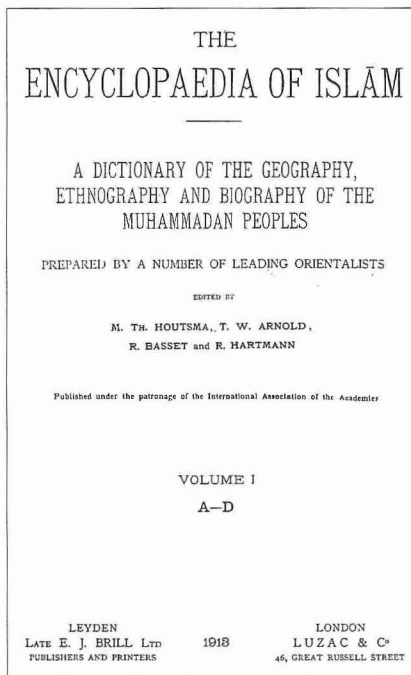 THE
ENCYCLOPAEDIA OF ISLĀM
A DICTIONARY OF THE GEOGRAPHY,
ETHNOGRAPHY AND BIOGRAPHY OF THE
MUHAMMADAN PEOPLES
PREPARED BY A NUMBER OF LEADING ORIENTALISTS
EDITED BY
M. TH. HOUTSMA, T. W. ARNOLD,
R. BASSET and R. HARTMANN
Published under the patronage of the International Association of the Academies
VOLUME I
A—D
LEYDEN
LATE E. J. BRILL LTD
PUBLISHERS AND PRINTERS
1913
LONDON
LUZAC & Co
46, GREAT RUSSELL STREET